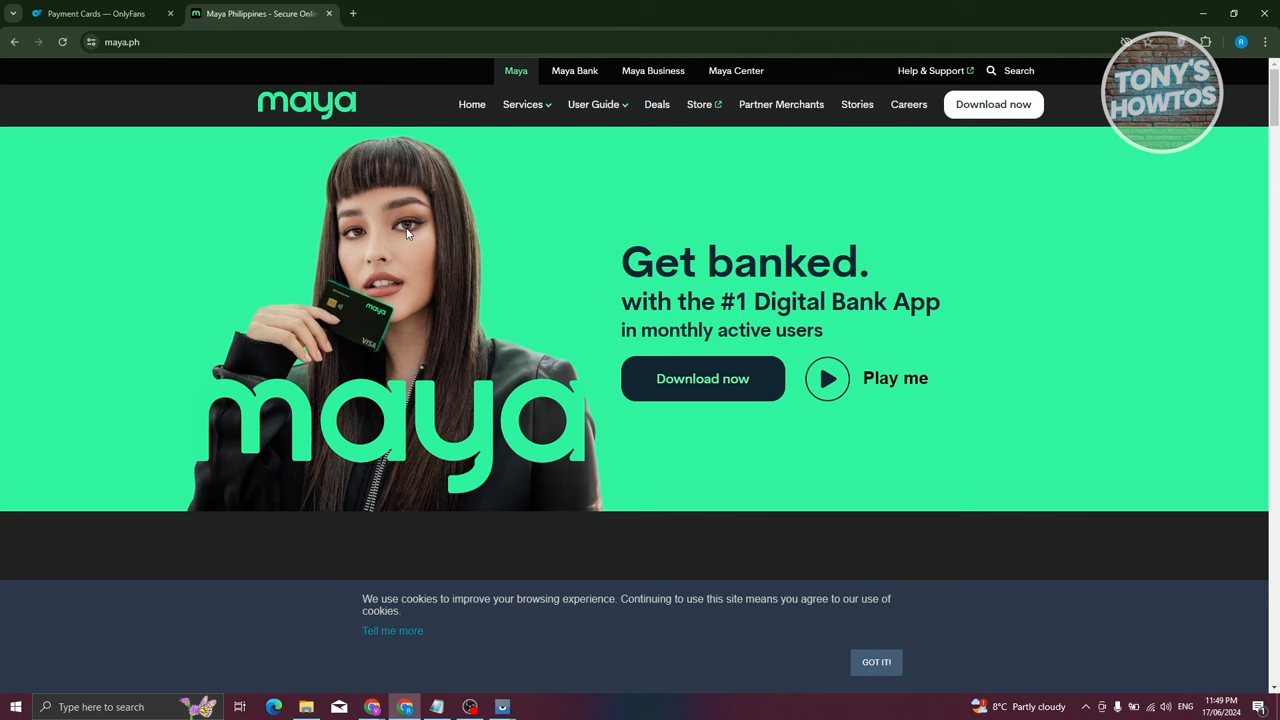 Payment Cards — OnlyFans
Maya Philippines - Secure Onli
maya.ph
R
Maya
Maya Bank
Maya Business
Maya Center
Help & Support
Search
maya
Home
Services
User Guide
Deals
Store
Partner Merchants
Stories
Careers
Download now
TONY'S
HOWTOS
Get banked.
with the #1 Digital Bank App
in monthly active users
Download now
Play me
maya
VISA
maya
We use cookies to improve your browsing experience. Continuing to use this site means you agree to our use of
cookies.
Tell me more
GOT IT!
Type here to search
8°C Partly cloudy
ENG
11:49 PM
17/06/2024